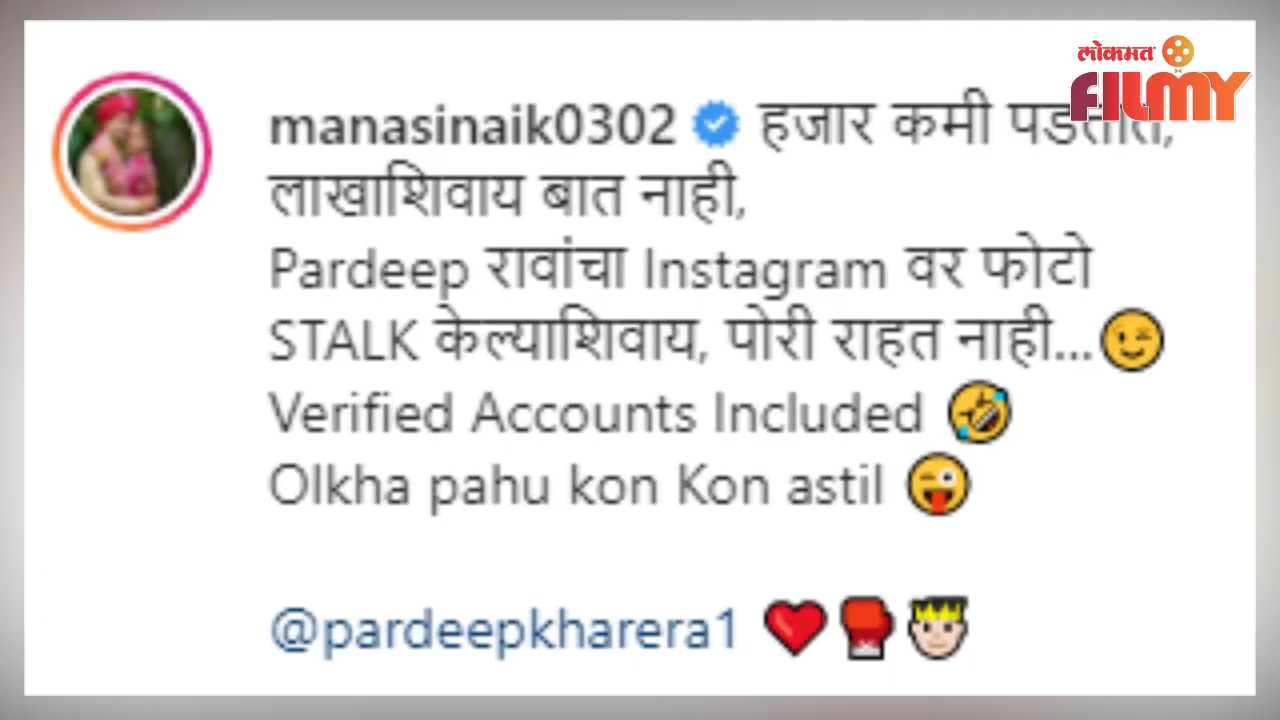 लोकमत
FILMY
manasinaik0302 हजार कमी पडतात,
लाखाशिवाय बात नाही,
Pardeep रावांचा Instagram वर फोटो
STALK केल्याशिवाय, पोरी राहत नाही...😉
Verified Accounts Included 🤣
Olkha pahu kon Kon astil 😜
@pardeepkharera1 ❤️🥊🤴🏻